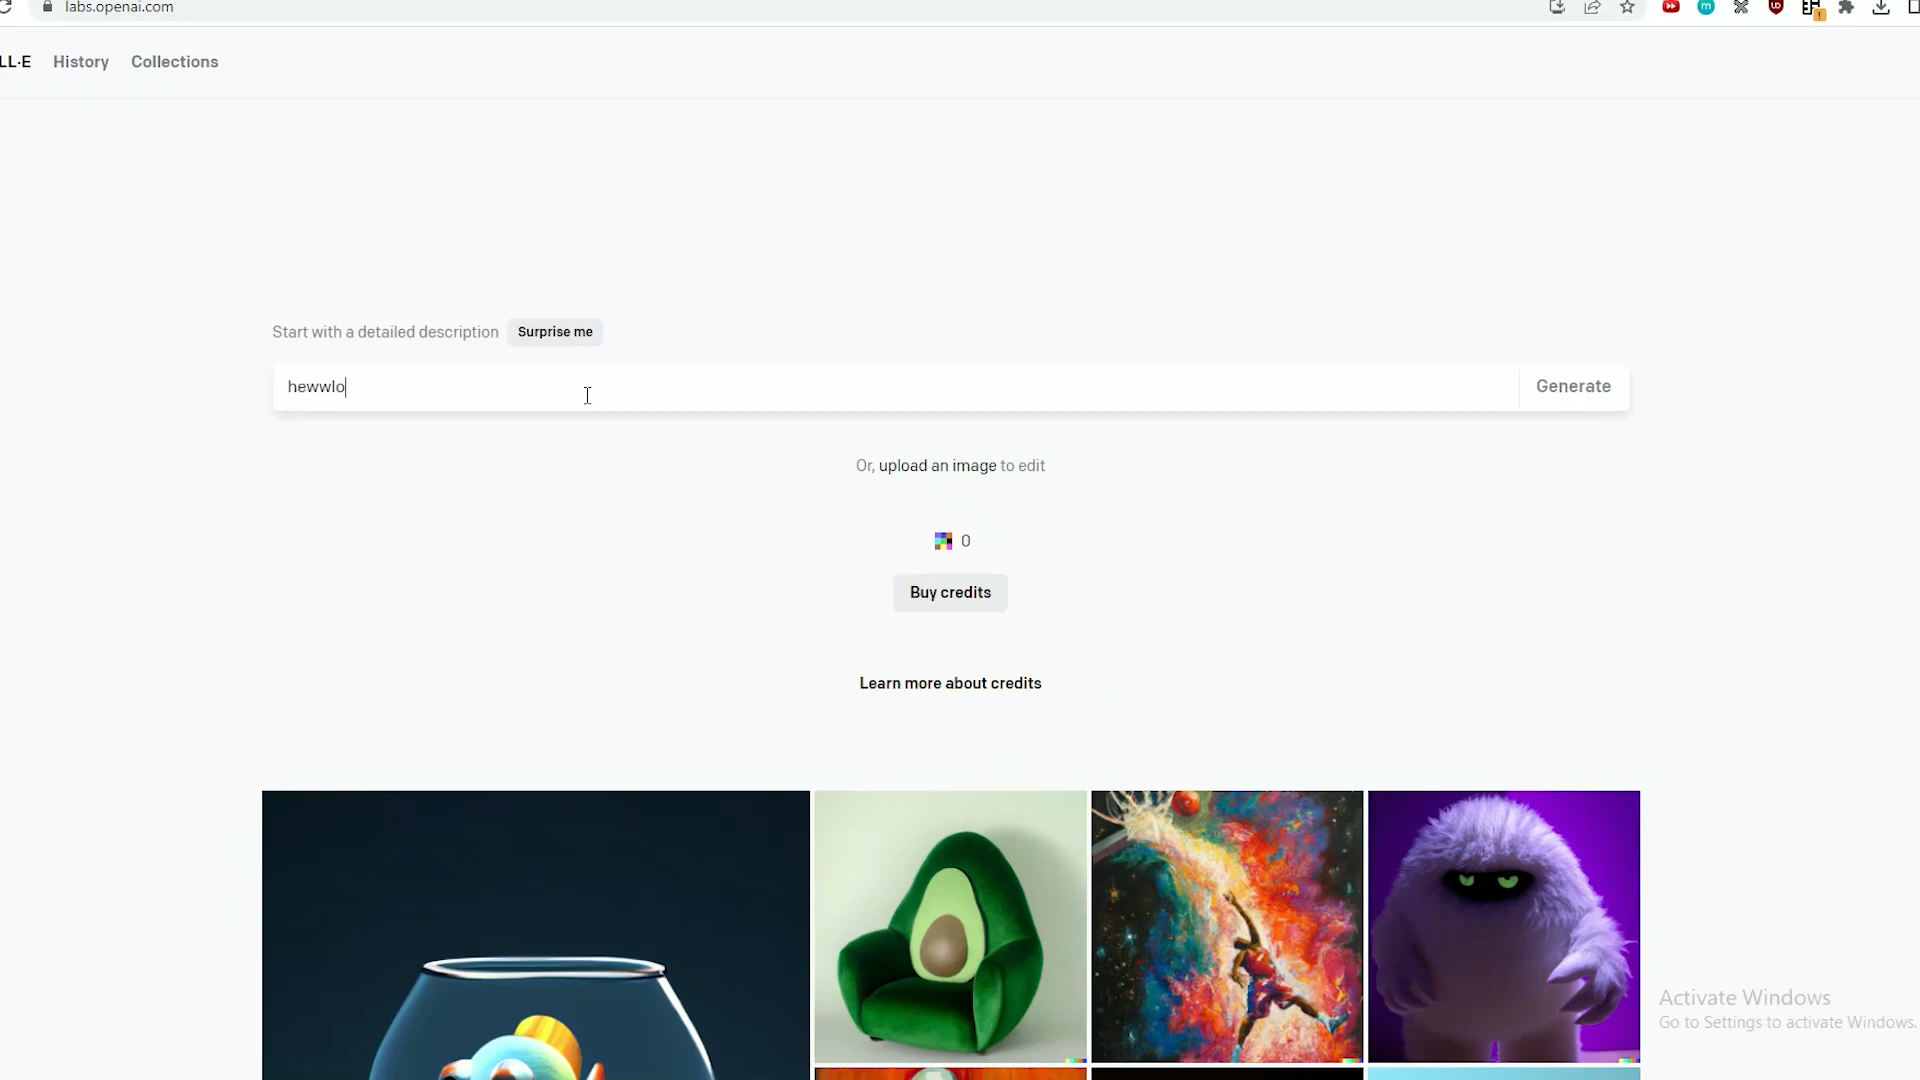 labs.openai.com
LL·E History Collections
Start with a detailed description Surprise me
hewwlo Generate
Or, upload an image to edit
0
Buy credits
Learn more about credits
Activate Windows
Go to Settings to activate Windows.